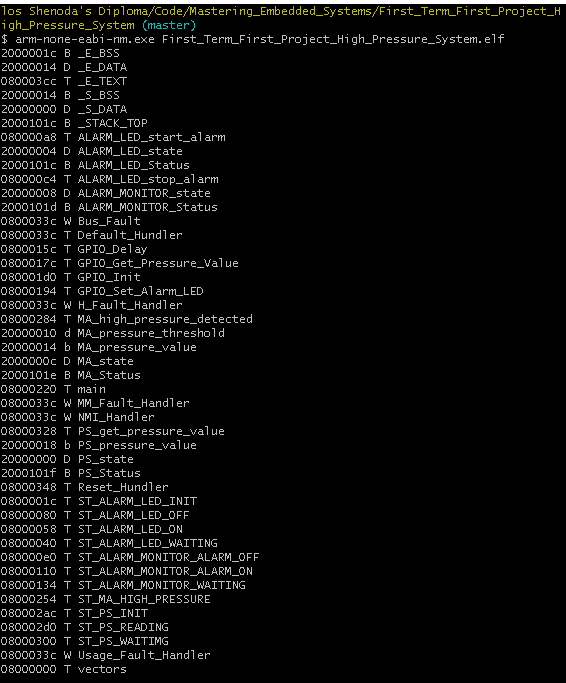 los Shenoda's Diploma/Code/Mastering_Embedded_Systems/First_Term_First_Project_H
igh_Pressure_System (master)
$ arm-none-eabi-nm.exe First_Term_First_Project_High_Pressure_System.elf
2000001c B _E_BSS
20000014 D _E_DATA
080003cc T _E_TEXT
20000014 B _S_BSS
20000000 D _S_DATA
2000101c B _STACK_TOP
080000a8 T ALARM_LED_start_alarm
20000004 D ALARM_LED_state
2000101c B ALARM_LED_Status
080000c4 T ALARM_LED_stop_alarm
20000008 D ALARM_MONITOR_state
2000101d B ALARM_MONITOR_Status
0800033c W Bus_Fault
0800033c T Default_Hundler
0800015c T GPIO_Delay
0800017c T GPIO_Get_Pressure_Value
080001d0 T GPIO_Init
08000194 T GPIO_Set_Alarm_LED
0800033c W H_Fault_Handler
08000284 T MA_high_pressure_detected
20000010 d MA_pressure_threshold
20000014 b MA_pressure_value
2000000c D MA_state
2000101e B MA_Status
08000220 T main
0800033c W MM_Fault_Handler
0800033c W NMI_Handler
08000328 T PS_get_pressure_value
20000018 b PS_pressure_value
20000000 D PS_state
2000101f B PS_Status
08000348 T Reset_Hundler
0800001c T ST_ALARM_LED_INIT
08000080 T ST_ALARM_LED_OFF
08000058 T ST_ALARM_LED_ON
08000040 T ST_ALARM_LED_WAITING
080000e0 T ST_ALARM_MONITOR_ALARM_OFF
08000110 T ST_ALARM_MONITOR_ALARM_ON
08000134 T ST_ALARM_MONITOR_WAITING
08000254 T ST_MA_HIGH_PRESSURE
080002ac T ST_PS_INIT
080002d0 T ST_PS_READING
08000300 T ST_PS_WAITIMG
0800033c W Usage_Fault_Handler
08000000 T vectors